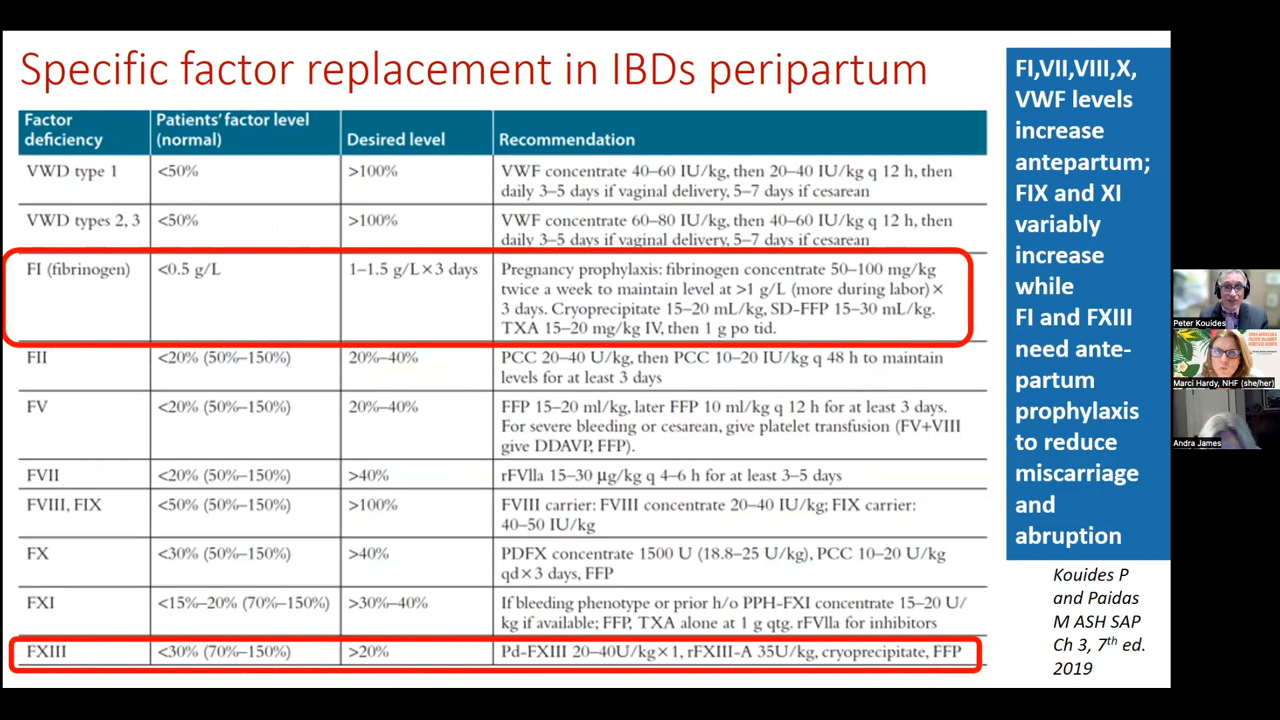 Specific factor replacement in IBDs peripartum
Factor deficiency
Patients' factor level (normal)
Desired level
Recommendation
VWD type 1
<50%
>100%
VWF concentrate 40–60 IU/kg, then 20–40 IU/kg q 12 h, then
daily 3–5 days if vaginal delivery, 5–7 days if cesarean
VWD types 2, 3
<50%
>100%
VWF concentrate 60–80 IU/kg, then 40–60 IU/kg q 12 h, then
daily 3–5 days if vaginal delivery, 5–7 days if cesarean
FI (fibrinogen)
<0.5 g/L
1–1.5 g/L×3 days
Pregnancy prophylaxis: fibrinogen concentrate 50–100 mg/kg
twice a week to maintain level at >1 g/L (more during labor)×
3 days. Cryoprecipitate 15–20 mL/kg, SD-FFP 15–30 mL/kg.
TXA 15–20 mg/kg IV, then 1 g po tid.
FII
<20% (50%–150%)
20%–40%
PCC 20–40 U/kg, then PCC 10–20 IU/kg q 48 h to maintain
levels for at least 3 days
FV
<20% (50%–150%)
20%–40%
FFP 15–20 ml/kg, later FFP 10 ml/kg q 12 h for at least 3 days.
For severe bleeding or cesarean, give platelet transfusion (FV+VIII
give DDAVP, FFP).
FVII
<20% (50%–150%)
>40%
rFVlla 15–30 µg/kg q 4–6 h for at least 3–5 days
FVIII, FIX
<50% (50%–150%)
>100%
FVIII carrier: FVIII concentrate 20–40 IU/kg; FIX carrier:
40–50 IU/kg
FX
<30% (50%–150%)
>40%
PDFX concentrate 1500 U (18.8–25 U/kg), PCC 10–20 U/kg
qd×3 days, FFP
FXI
<15%–20% (70%–150%)
>30%–40%
If bleeding phenotype or prior h/o PPH-FXI concentrate 15–20 U/
kg if available; FFP, TXA alone at 1 g qtg. rFVlla for inhibitors
FXIII
<30% (70%–150%)
>20%
Pd-FXIII 20–40U/kg×1, rFXIII-A 35U/kg, cryoprecipitate, FFP
FI,VII,VIII,X,
VWF levels
increase
antepartum;
FIX and XI
variably
increase
while
FI and FXIII
need ante-
partum
prophylaxis
to reduce
miscarriage
and
abruption
Kouides P
and Paidas
M ASH SAP
Ch 3, 7th ed.
2019
Peter Kouides
Marci Hardy, NHF (she/her)
Andra James